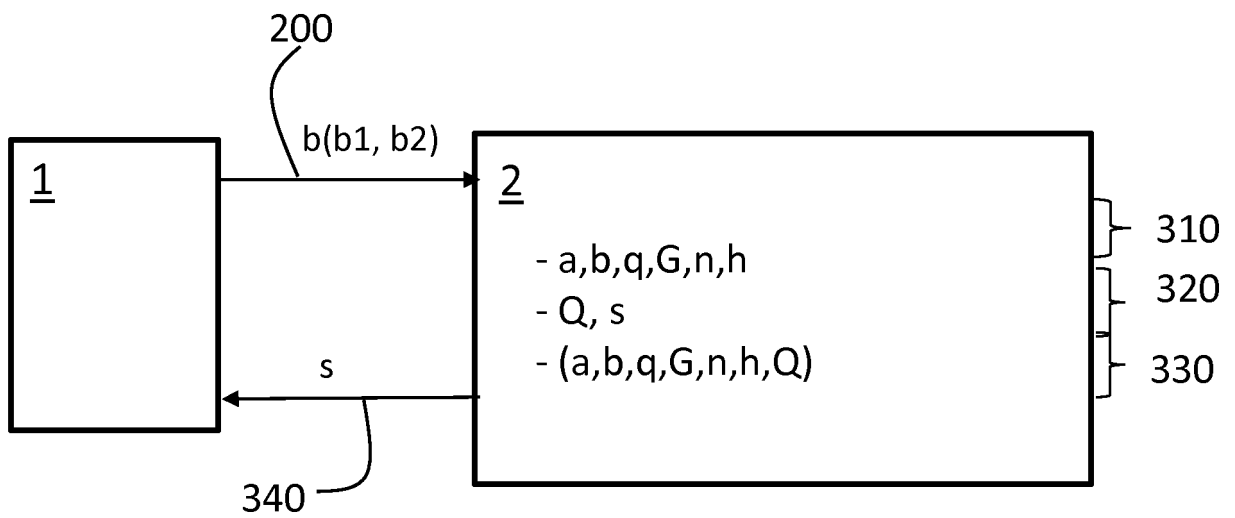 200
b(b1, b2)
1
2
310
- a,b,q,G,n,h
320
- Q, s
- (a,b,q,G,n,h,Q)
330
s
340